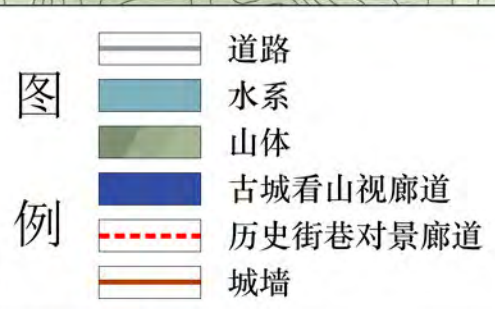 图例
道路
水系
山体
古城看山视廊道
历史街巷对景廊道
城墙